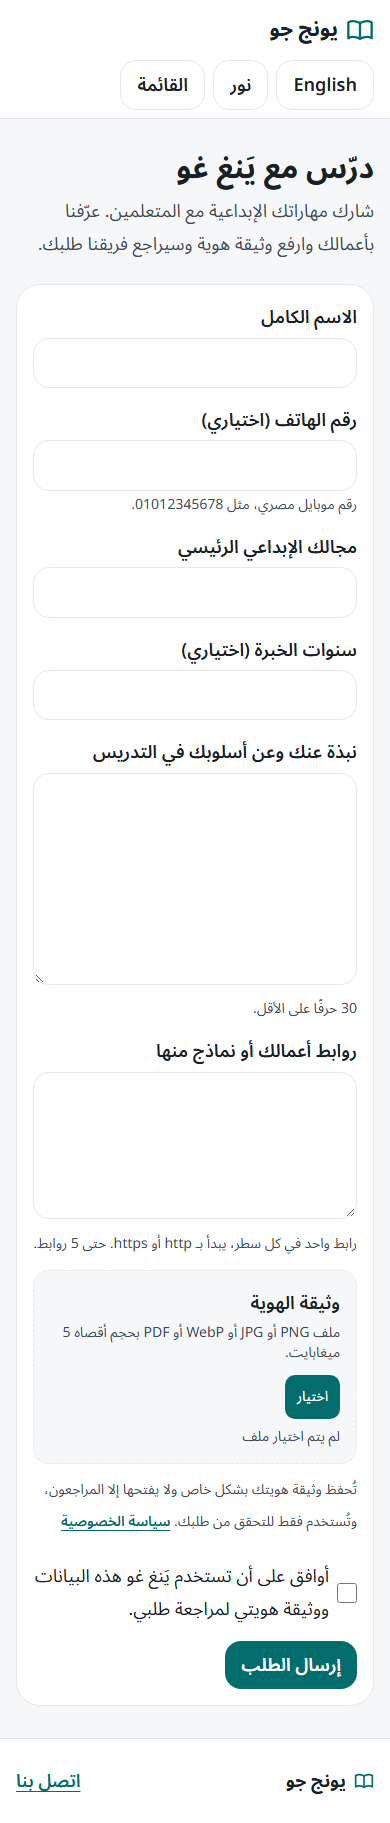 يونج جو
English
نور
القائمة
درّس مع يَنغ غو
شارك مهاراتك الإبداعية مع المتعلمين. عرّفنا
بأعمالك وارفع وثيقة هوية وسيراجع فريقنا طلبك.
الاسم الكامل
رقم الهاتف (اختياري)
رقم موبايل مصري، مثل 01012345678.
مجالك الإبداعي الرئيسي
سنوات الخبرة (اختياري)
نبذة عنك وعن أسلوبك في التدريس
30 حرفًا على الأقل.
روابط أعمالك أو نماذج منها
رابط واحد في كل سطر، يبدأ بـ http أو https. حتى 5 روابط.
وثيقة الهوية
ملف PNG أو JPG أو WebP أو PDF بحجم أقصاه 5
ميغابايت.
اختيار
لم يتم اختيار ملف
تُحفظ وثيقة هويتك بشكل خاص ولا يفتحها إلا المراجعون،
وتُستخدم فقط للتحقق من طلبك. سياسة الخصوصية
أوافق على أن تستخدم يَنغ غو هذه البيانات
ووثيقة هويتي لمراجعة طلبي.
إرسال الطلب
يونج جو
اتصل بنا